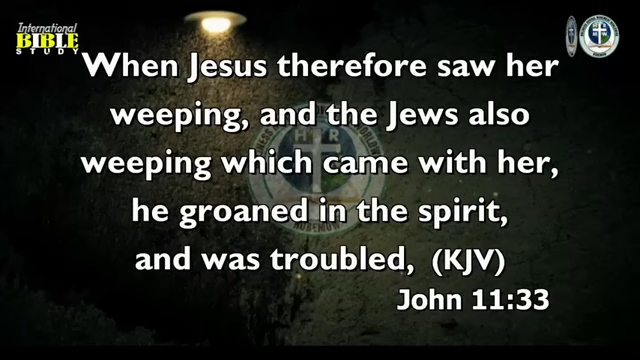 International
BIBLE
STUDY
When Jesus therefore saw her
weeping, and the Jews also
weeping which came with her,
he groaned in the spirit,
and was troubled, (KJV)
John 11:33